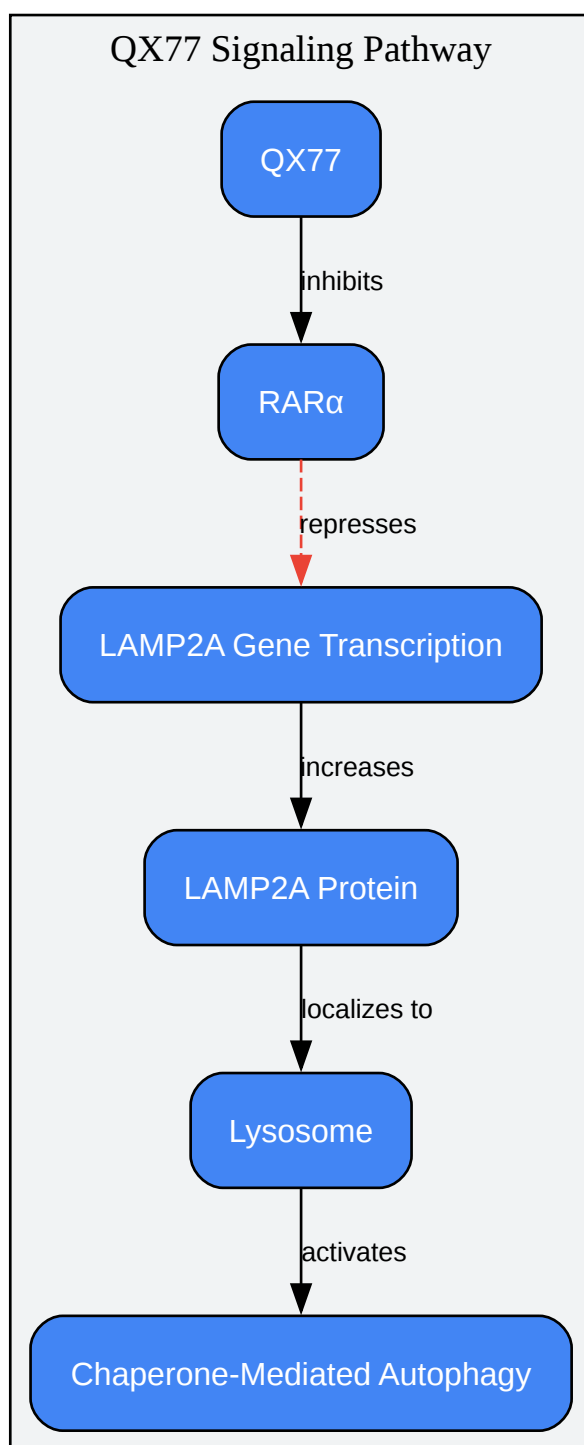 QX77 Signaling Pathway
QX77
inhibits
RARα
represses
LAMP2A Gene Transcription
increases
LAMP2A Protein
localizes to
Lysosome
activates
Chaperone-Mediated Autophagy